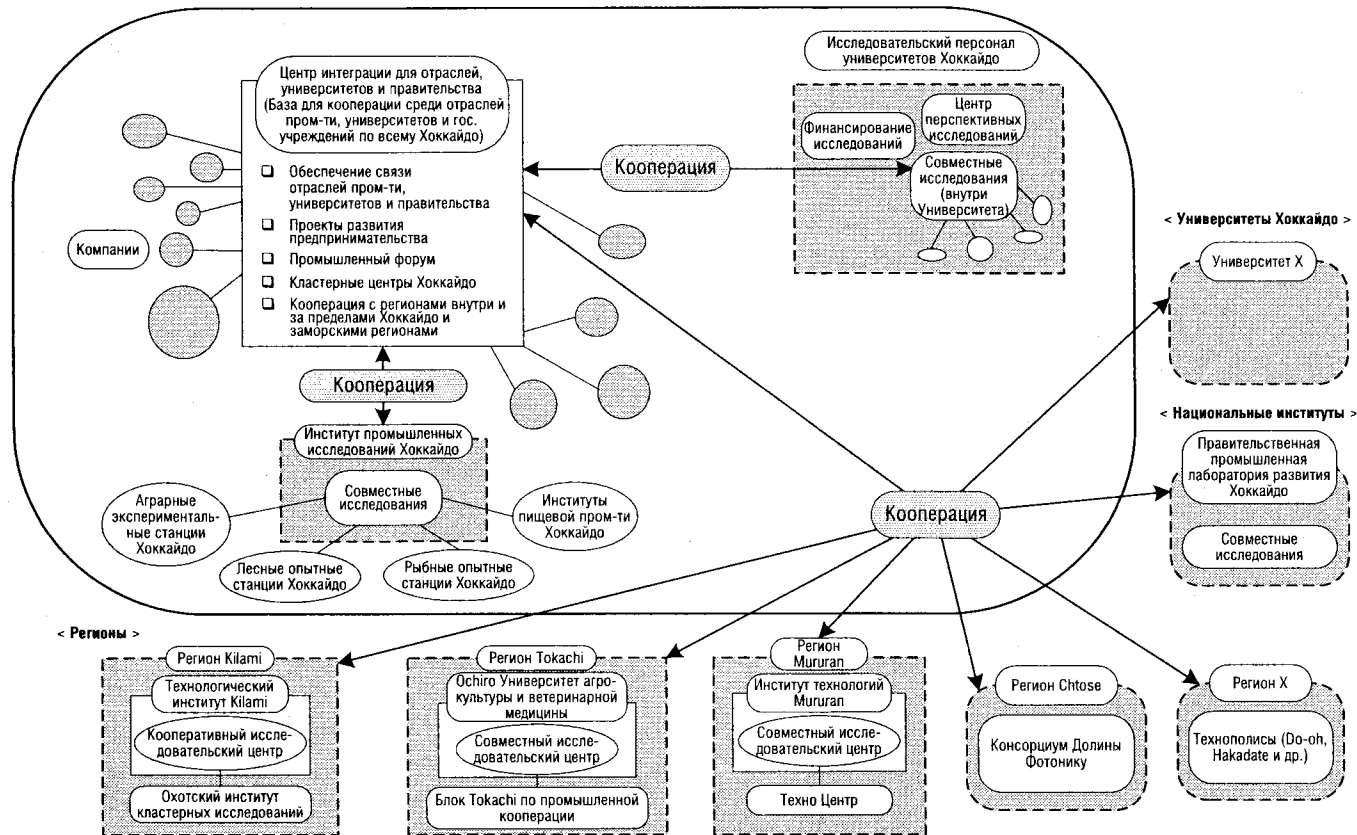 Центр интеграции для отраслей,
университетов и правительства
(База для кооперации среди отраслей
пром-ти, университетов и гос.
учреждений по всему Хоккайдо)
❑ Обеспечение связи
отраслей пром-ти,
университетов и правительства
❑ Проекты развития
предпринимательства
❑ Промышленный форум
❑ Кластерные центры Хоккайдо
❑ Кооперация с регионами внутри и
за пределами Хоккайдо и
заморскими регионами
Компании
Кооперация
Исследовательский персонал
университетов Хоккайдо
Финансирование
исследований
Центр
перспективных
исследований
Совместные
исследования
(внутри
Университета)
< Университеты Хоккайдо >
Университет X
Кооперация
Институт промышленных
исследований Хоккайдо
Совместные
исследования
Аграрные
эксперименталь-
ные станции
Хоккайдо
Лесные опытные
станции Хоккайдо
Рыбные опытные
станции Хоккайдо
Институты
пищевой пром-ти
Хоккайдо
Кооперация
< Национальные институты >
Правительственная
промышленная
лаборатория развития
Хоккайдо
Совместные
исследования
< Регионы >
Регион Kilami
Технологический
институт Kilami
Кооперативный иссле-
довательский центр
Охотский институт
кластерных исследований
Регион Tokachi
Ochiro Университет агро-
культуры и ветеринарной
медицины
Совместный иссле-
довательский центр
Блок Tokachi по промышленной
кооперации
Регион
Mururan
Институт технологий
Mururan
Совместный иссле-
довательский центр
Техно Центр
Регион Chtose
Консорциум Долины
Фотонику
Регион X
Технополисы (Do-oh,
Hakadate и др.)